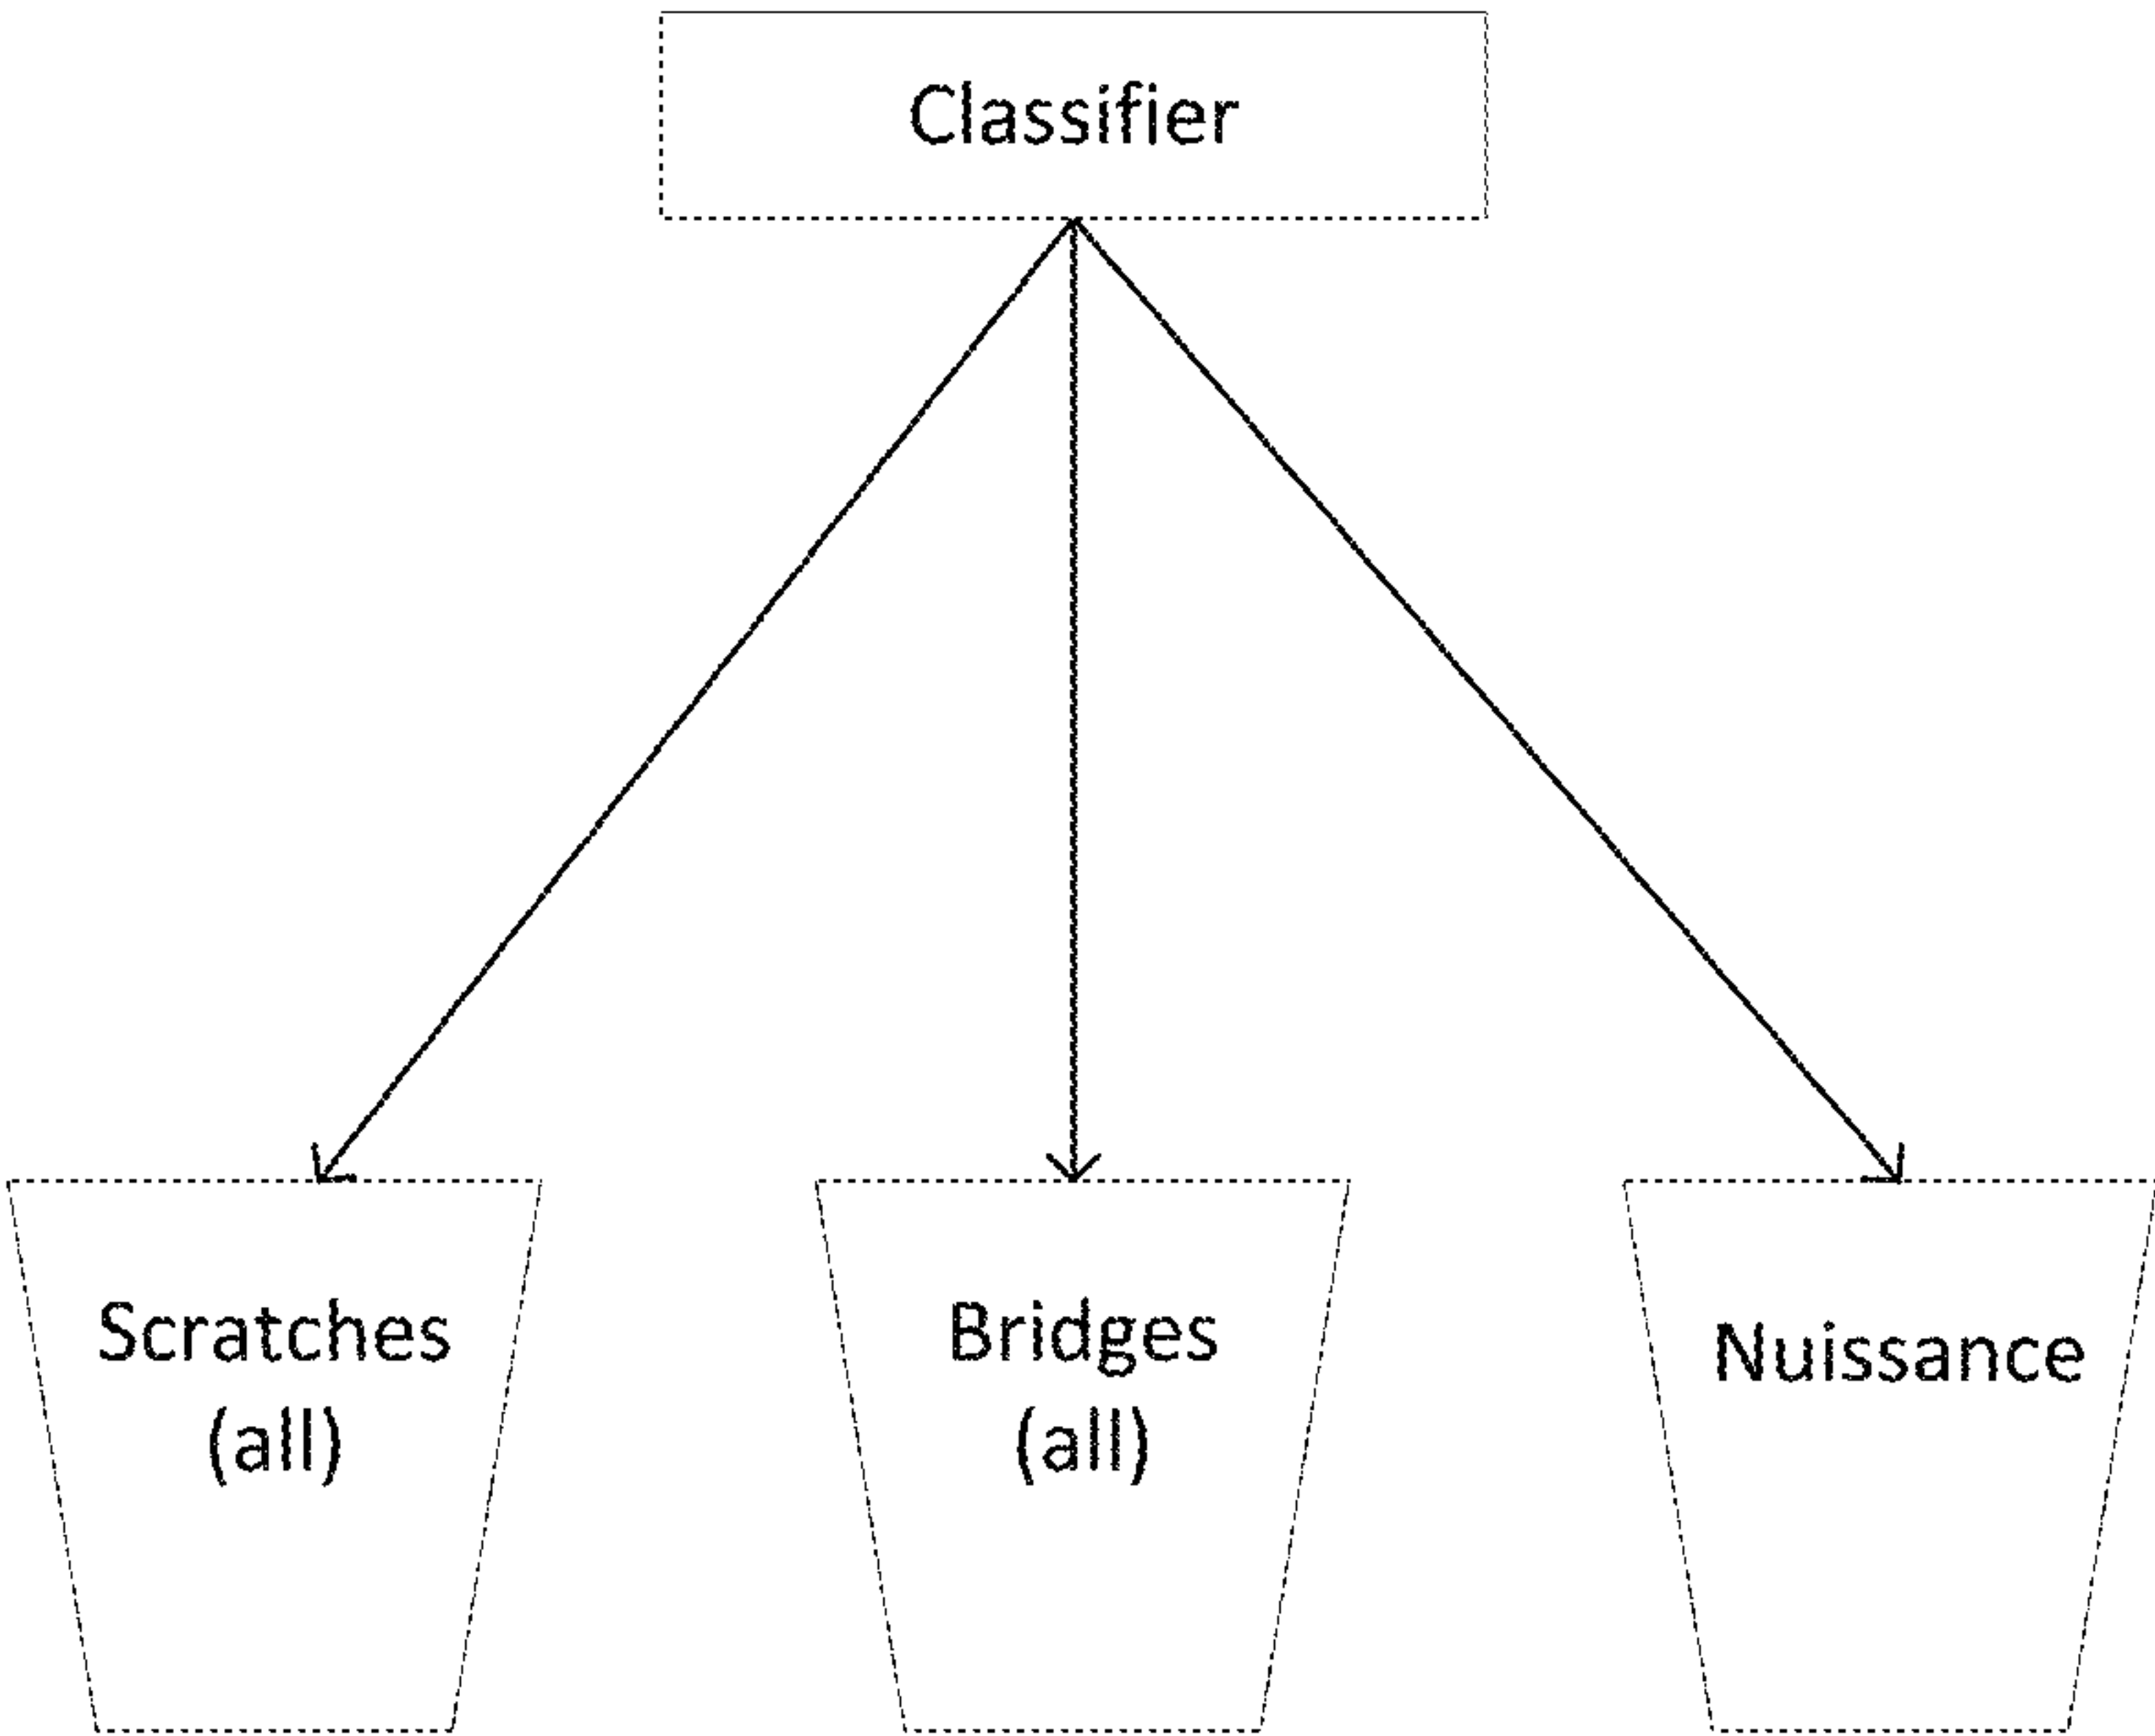 Classifier
Scratches
(all)
Bridges
(all)
Nuissance